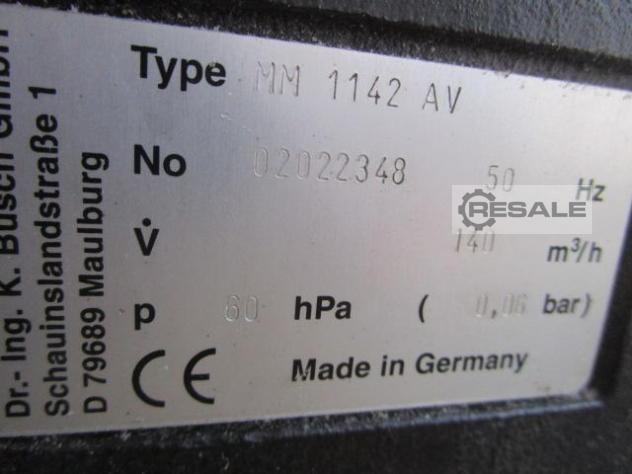 Dr.- Ing. K. Busch GmbH
Schauinslandstraße 1
D 79689 Maulburg
Type MM 1142 AV
No 02022348 50 Hz
RESALE
V̇ 140 m³/h
p 60 hPa ( 0,06 bar)
CE Made in Germany